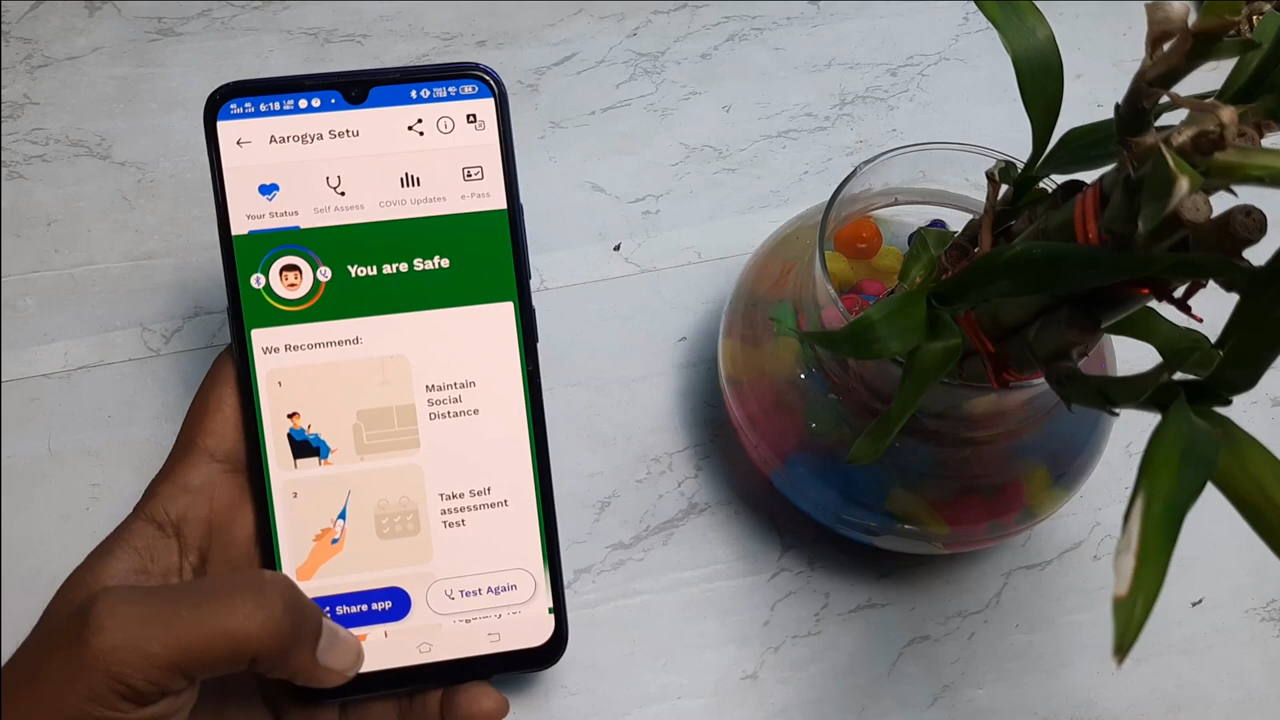 6:18
Aarogya Setu
Your Status
Self Assess
COVID Updates
e-Pass
You are Safe
We Recommend:
1
Maintain
Social
Distance
2
Take Self
assessment
Test
Share app
Test Again